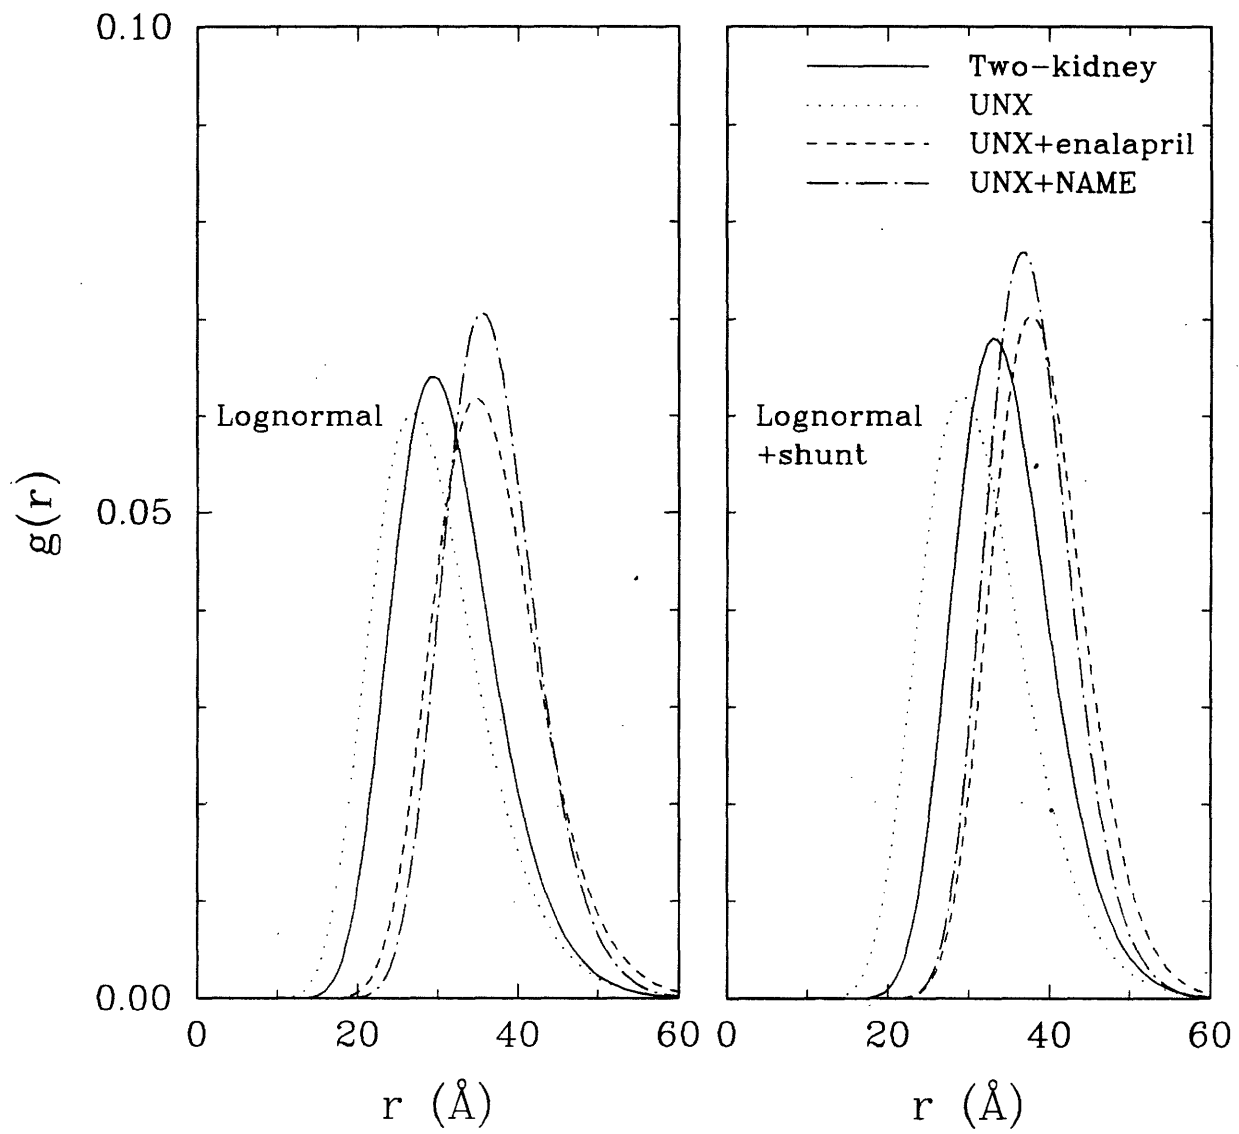 0.10
Two-kidney
UNX
UNX+enalapril
UNX+NAME
Lognormal
Lognormal
+shunt
g(r)
0.05
0.00
0 20 40 60 0 20 40 60
r (Å) r (Å)